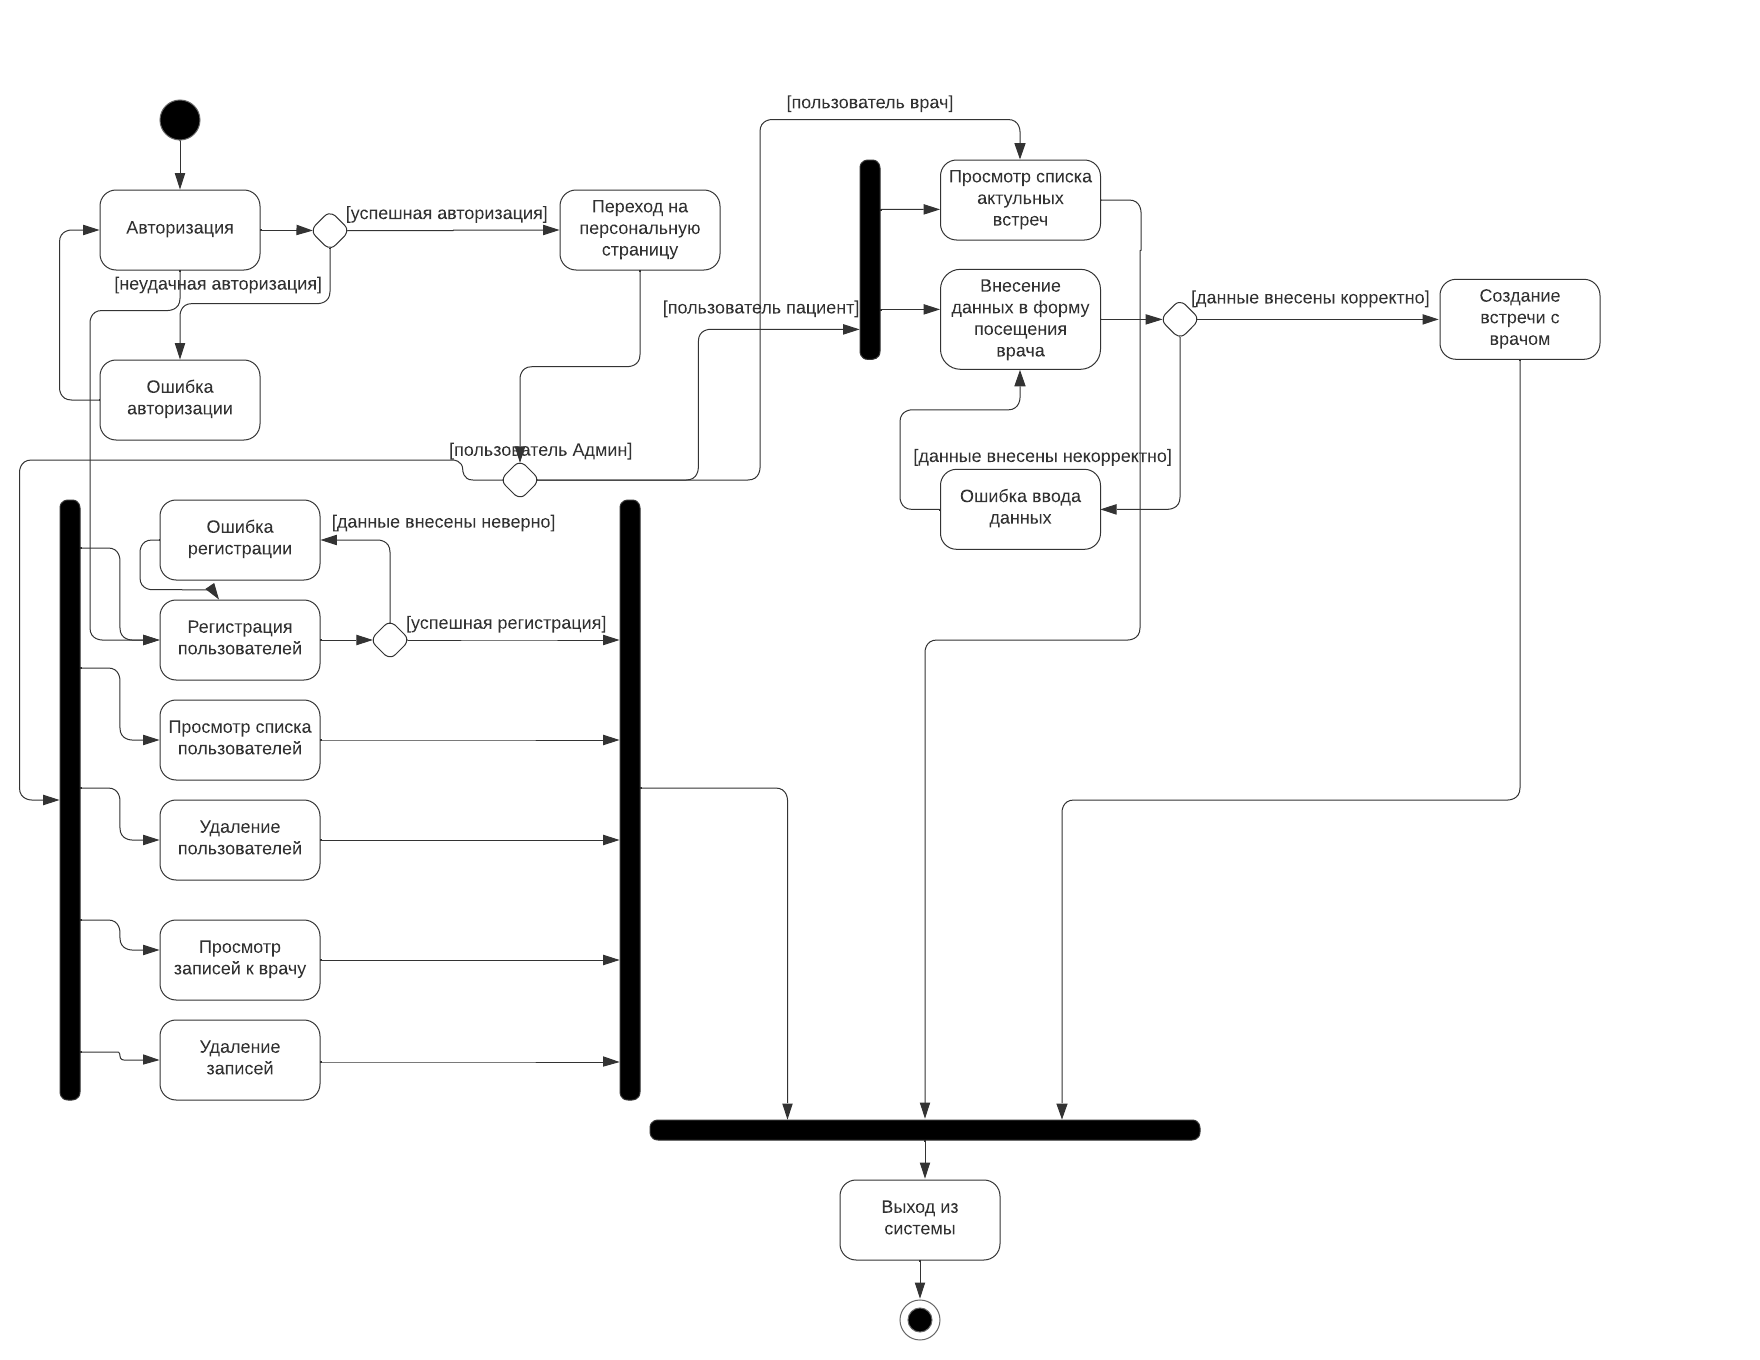 [пользователь врач]
Просмотр списка
актульных
встреч
Авторизация
[успешная авторизация]
Переход на
персональную
страницу
[неудачная авторизация]
[пользователь пациент]
Внесение
данных в форму
посещения
врача
[данные внесены корректно]
Создание
встречи с
врачом
Ошибка
авторизации
[пользователь Админ]
[данные внесены некорректно]
Ошибка ввода
данных
Ошибка
регистрации
[данные внесены неверно]
Регистрация
пользователей
[успешная регистрация]
Просмотр списка
пользователей
Удаление
пользователей
Просмотр
записей к врачу
Удаление
записей
Выход из
системы